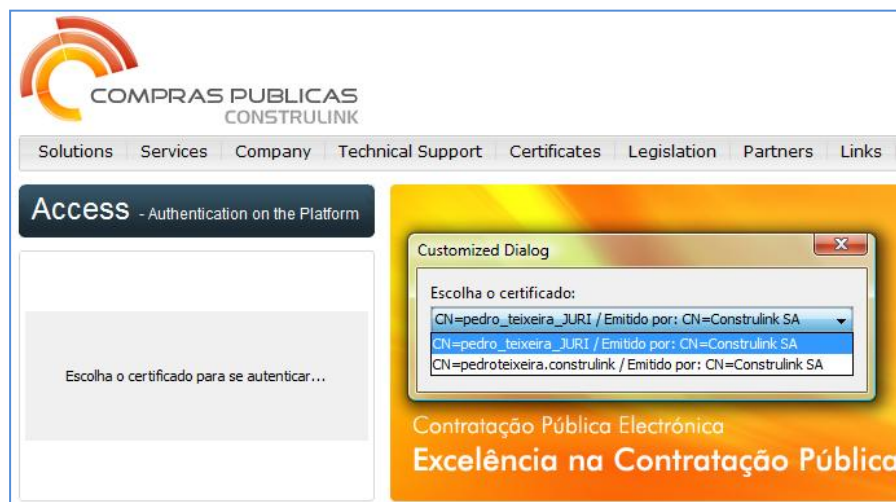 COMPRAS PUBLICAS
CONSTRULINK
Solutions Services Company Technical Support Certificates Legislation Partners Links
Access - Authentication on the Platform
Escolha o certificado para se autenticar...
Customized Dialog
Escolha o certificado:
CN=pedro_teixeira_JURI / Emitido por: CN=Construlink SA
CN=pedro_teixeira_JURI / Emitido por: CN=Construlink SA
CN=pedroteixeira.construlink / Emitido por: CN=Construlink SA
Contratação Pública Electrónica
Excelência na Contratação Pública